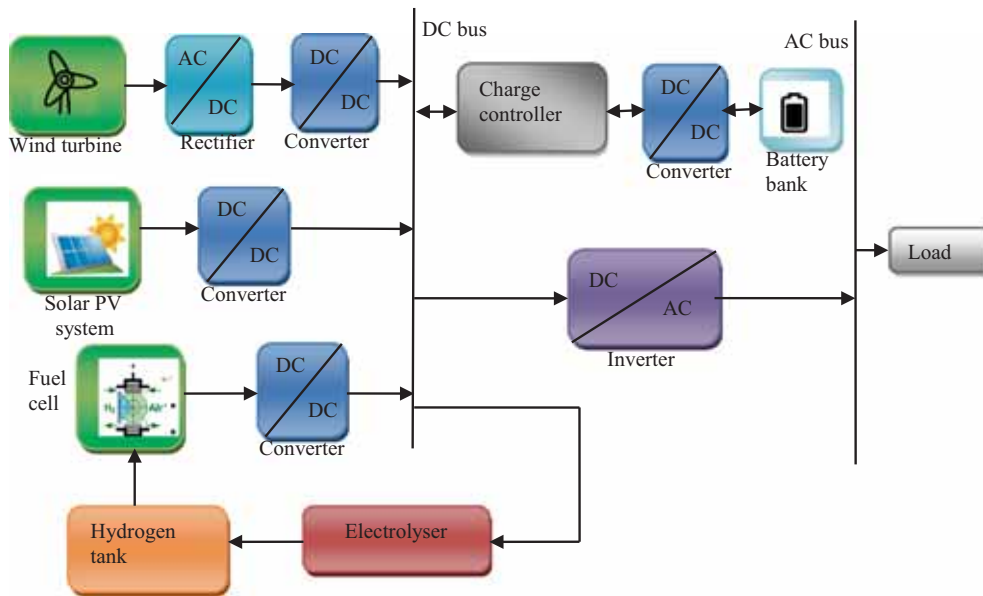 DC bus
AC bus
AC
DC
DC
DC
Wind turbine
Rectifier
Converter
Charge
controller
DC
DC
Converter
Battery
bank
DC
DC
Solar PV
system
Converter
DC
AC
Inverter
Load
Fuel
cell
DC
DC
Converter
Hydrogen
tank
Electrolyser